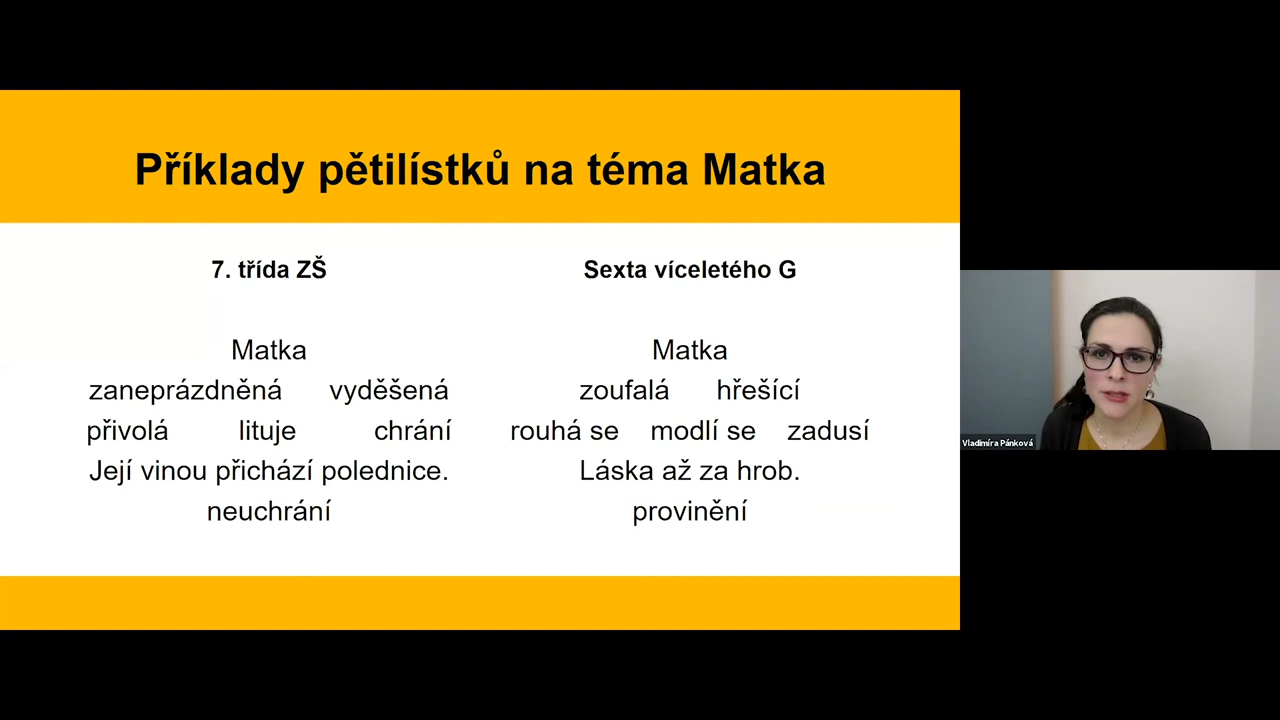 Příklady pětilístků na téma Matka
7. třída ZŠ
Matka
zaneprázdněná vyděšená
přivolá lituje chrání
Její vinou přichází polednice.
neuchrání
Sexta víceletého G
Matka
zoufalá hřešící
rouhá se modlí se zadusí
Láska až za hrob.
provinění
Vladimíra Pánková